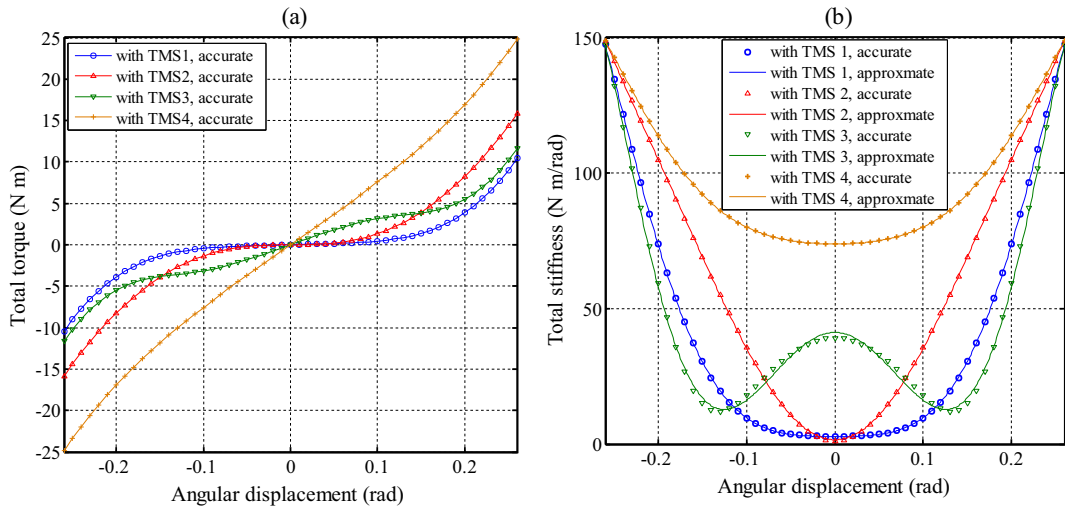 (a)
25
20
15
10
5
0
-5
-10
-15
-20
-25
-0.2
-0.1
0
0.1
0.2
Total torque (N m)
Angular displacement (rad)
with TMS1, accurate
with TMS2, accurate
with TMS3, accurate
with TMS4, accurate
(b)
150
100
50
0
-0.2
-0.1
0
0.1
0.2
Total stiffness (N m/rad)
Angular displacement (rad)
with TMS 1, accurate
with TMS 1, approxmate
with TMS 2, accurate
with TMS 2, approxmate
with TMS 3, accurate
with TMS 3, approxmate
with TMS 4, accurate
with TMS 4, approxmate